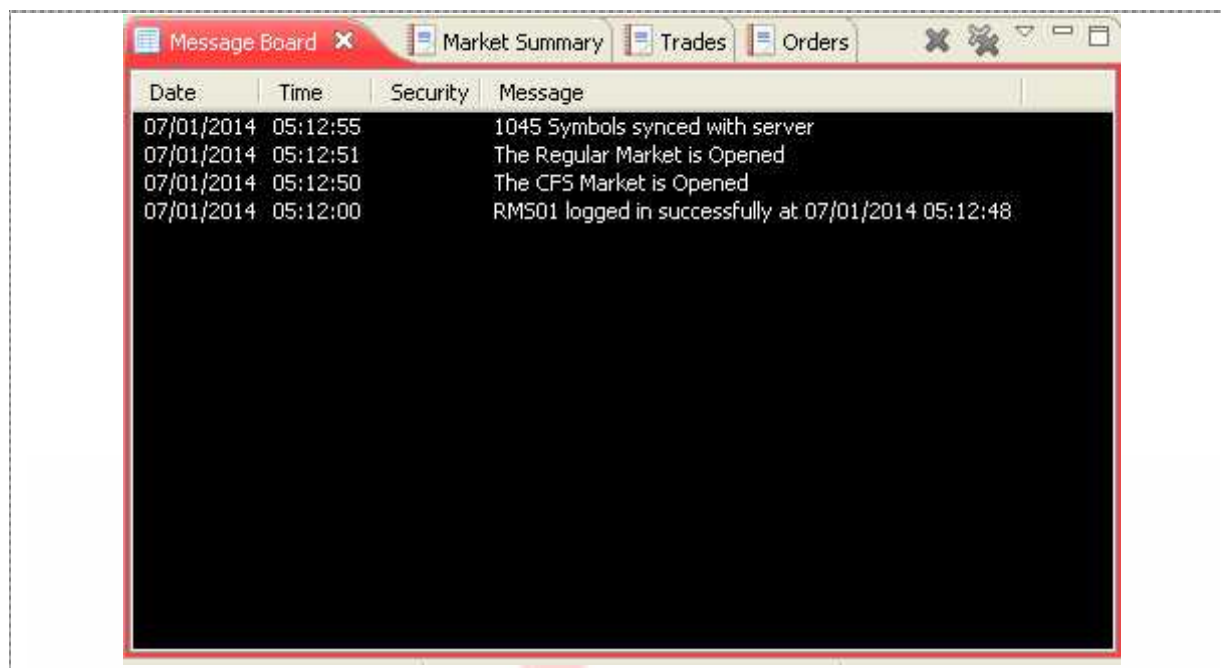 Message Board Market Summary Trades Orders
Date Time Security Message
07/01/2014 05:12:55 1045 Symbols synced with server
07/01/2014 05:12:51 The Regular Market is Opened
07/01/2014 05:12:50 The CFS Market is Opened
07/01/2014 05:12:00 RMS01 logged in successfully at 07/01/2014 05:12:48